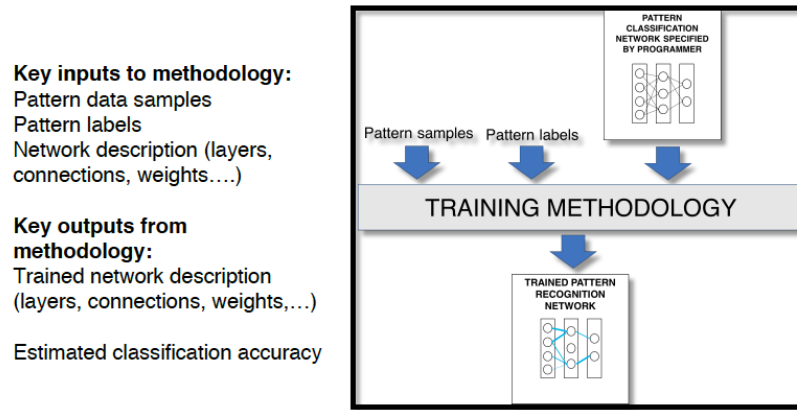 Key inputs to methodology:
Pattern data samples
Pattern labels
Network description (layers,
connections, weights….)
Key outputs from
methodology:
Trained network description
(layers, connections, weights,…)
Estimated classification accuracy
PATTERN
CLASSIFICATION
NETWORK SPECIFIED
BY PROGRAMMER
Pattern samples
Pattern labels
TRAINING METHODOLOGY
TRAINED PATTERN
RECOGNITION
NETWORK